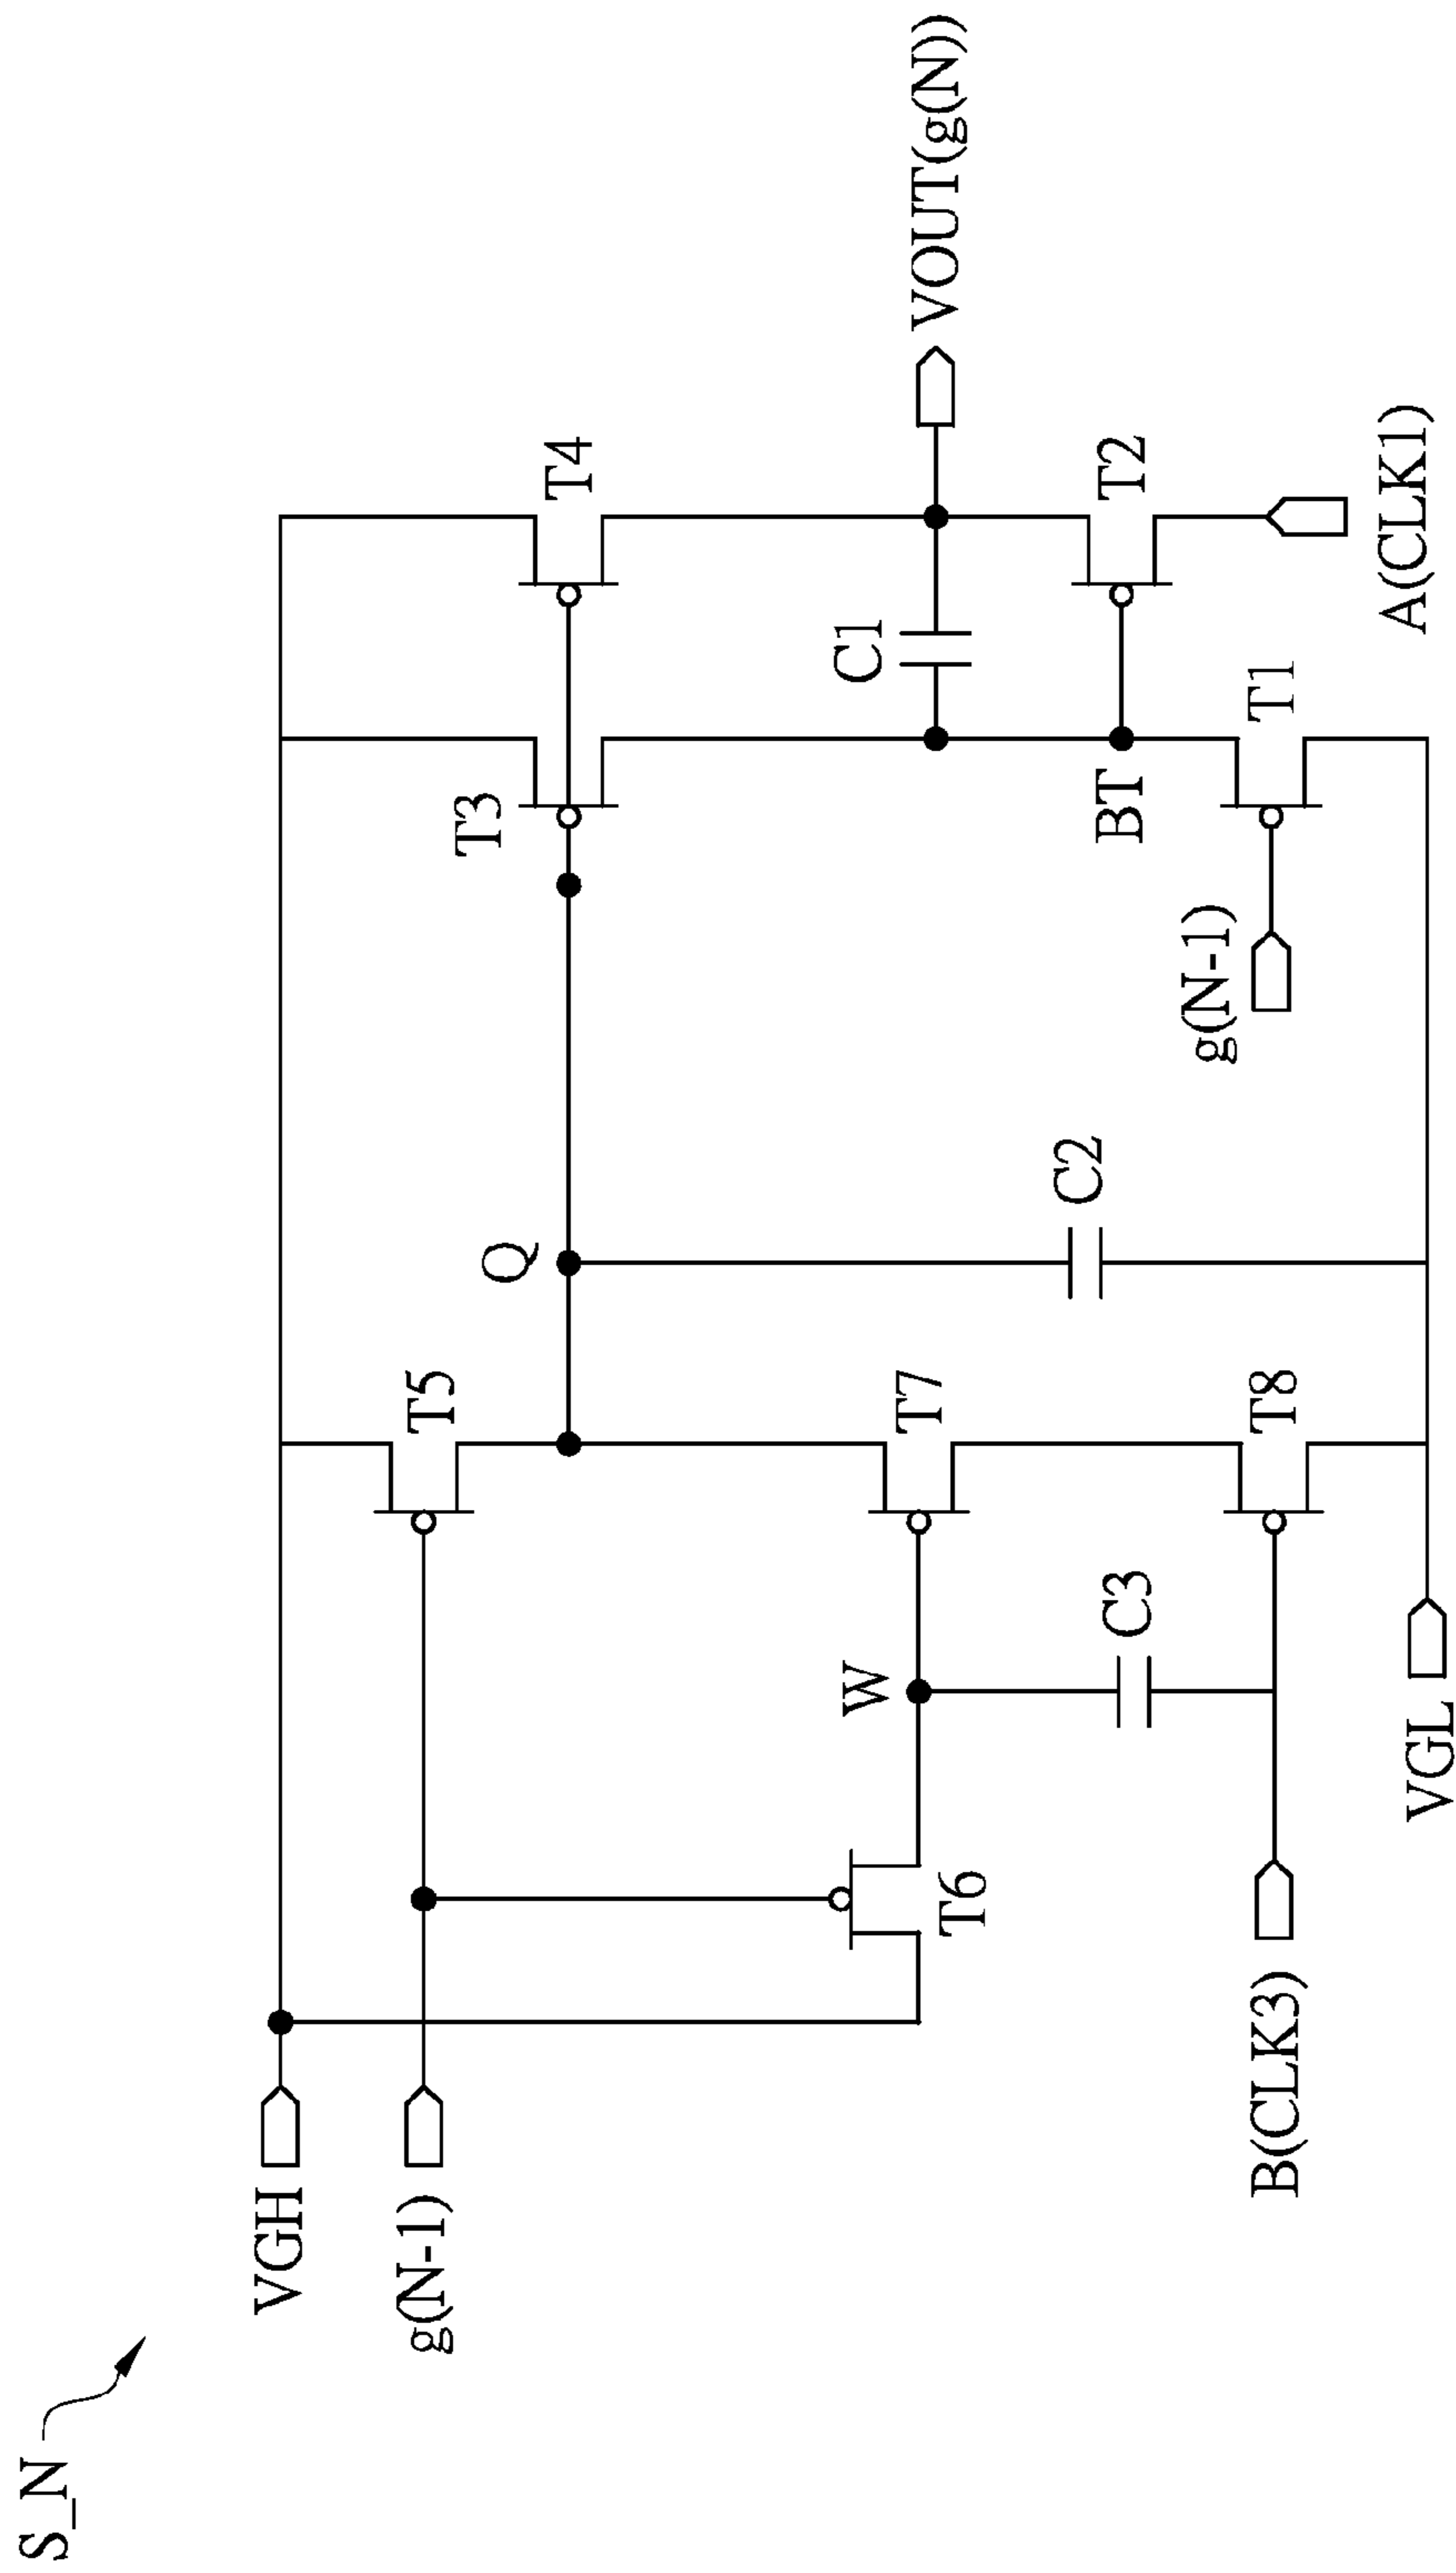 S_N
VGH
g(N-1)
T5
Q
T3
T4
T6
W
T7
C1
VOUT(g(N))
C3
C2
BT
T2
B(CLK3)
T8
g(N-1)
T1
A(CLK1)
VGL